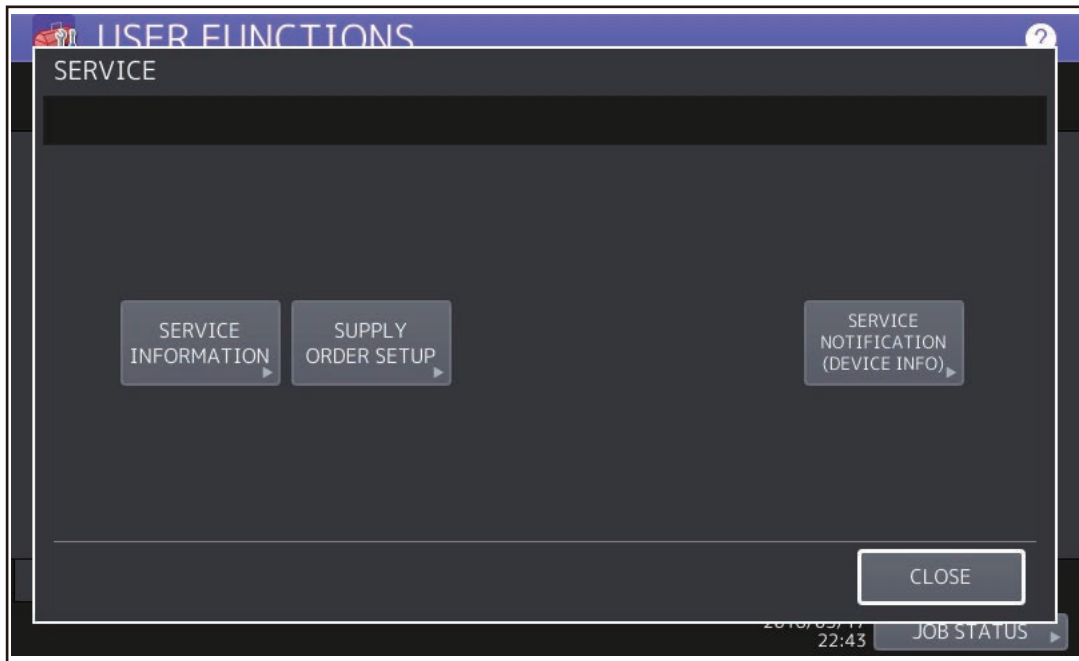 USER FUNCTIONS
?
SERVICE
SERVICE
INFORMATION
SUPPLY
ORDER SETUP
SERVICE
NOTIFICATION
(DEVICE INFO)
CLOSE
22:43
JOB STATUS